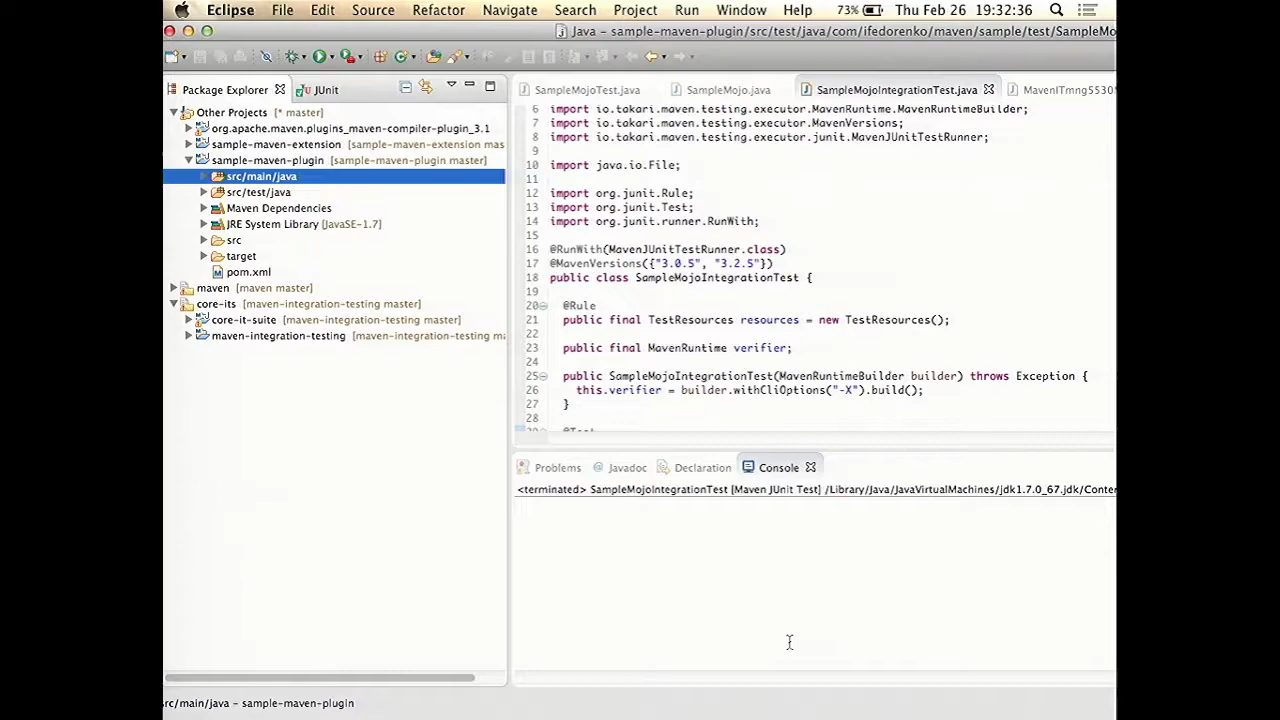 Eclipse File Edit Source Refactor Navigate Search Project Run Window Help 73% Thu Feb 26 19:32:36
Java – sample-maven-plugin/src/test/java/com/ifedorenko/maven/sample/test/SampleMo
Package Explorer JUnit
Other Projects [* master]
org.apache.maven.plugins_maven-compiler-plugin_3.1
sample-maven-extension [sample-maven-extension mas
sample-maven-plugin [sample-maven-plugin master]
src/main/java
src/test/java
Maven Dependencies
JRE System Library [JavaSE-1.7]
src
target
pom.xml
maven [maven master]
core-its [maven-integration-testing master]
core-it-suite [maven-integration-testing master]
maven-integration-testing [maven-integration-testing ma
SampleMojoTest.java SampleMojo.java SampleMojoIntegrationTest.java MavenITmng5530
6 import io.takari.maven.testing.executor.MavenRuntime.MavenRuntimeBuilder;
7 import io.takari.maven.testing.executor.MavenVersions;
8 import io.takari.maven.testing.executor.junit.MavenJUnitTestRunner;
9
10 import java.io.File;
11
12 import org.junit.Rule;
13 import org.junit.Test;
14 import org.junit.runner.RunWith;
15
16 @RunWith(MavenJUnitTestRunner.class)
17 @MavenVersions({"3.0.5", "3.2.5"})
18 public class SampleMojoIntegrationTest {
19
20 @Rule
21 public final TestResources resources = new TestResources();
22
23 public final MavenRuntime verifier;
24
25 public SampleMojoIntegrationTest(MavenRuntimeBuilder builder) throws Exception {
26 this.verifier = builder.withCliOptions("-X").build();
27 }
28
Problems Javadoc Declaration Console
<terminated> SampleMojoIntegrationTest [Maven JUnit Test] /Library/Java/JavaVirtualMachines/jdk1.7.0_67.jdk/Conten
src/main/java – sample-maven-plugin